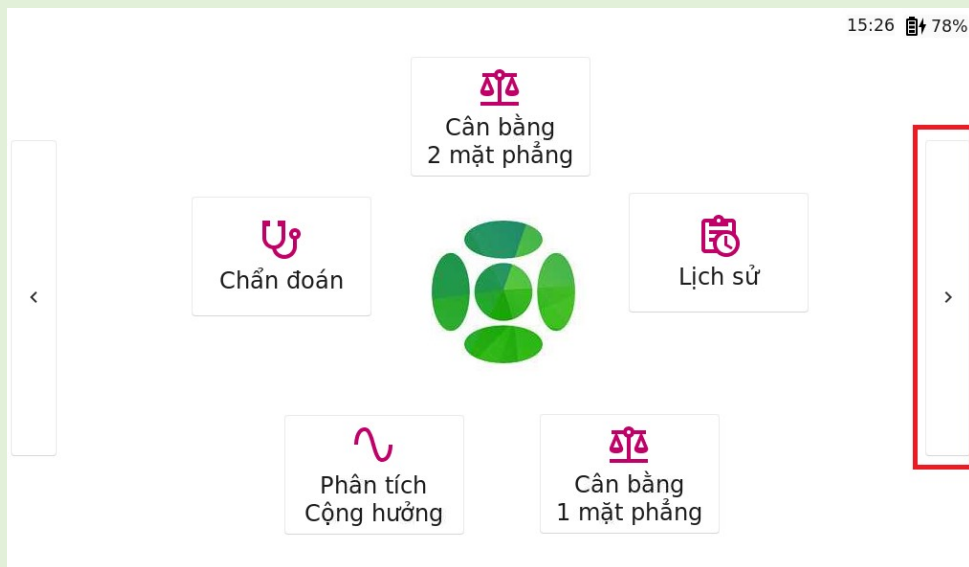 15:26 78%
Cân bằng
2 mặt phẳng
Chẩn đoán
Lịch sử
Phân tích
Cộng hưởng
Cân bằng
1 mặt phẳng